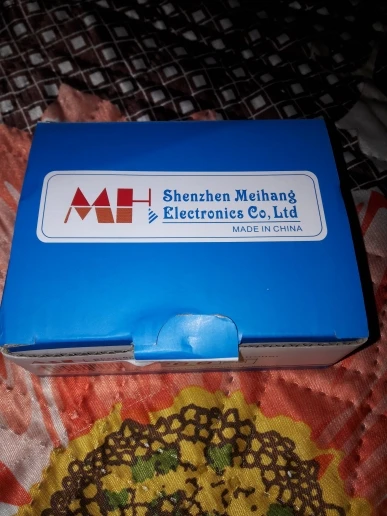 MH
Shenzhen Meihang
Electronics Co, Ltd
MADE IN CHINA